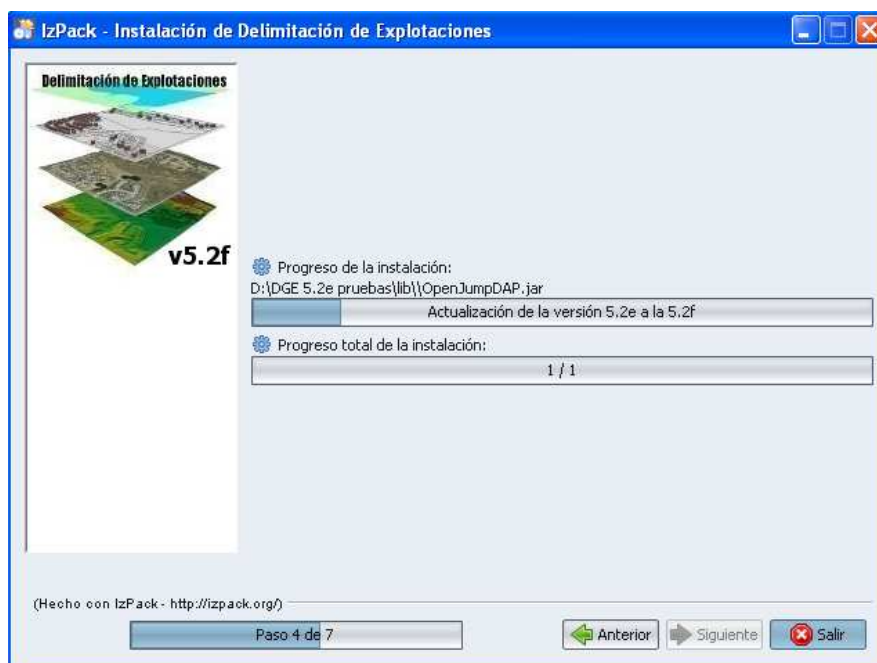 IzPack - Instalación de Delimitación de Explotaciones
Delimitación de Explotaciones
v5.2f
Progreso de la instalación:
D:\DGE 5.2e pruebas\lib\\OpenJumpDAP.jar
Actualización de la versión 5.2e a la 5.2f
Progreso total de la instalación:
1 / 1
(Hecho con IzPack - http://izpack.org/)
Paso 4 de 7
Anterior
Siguiente
Salir